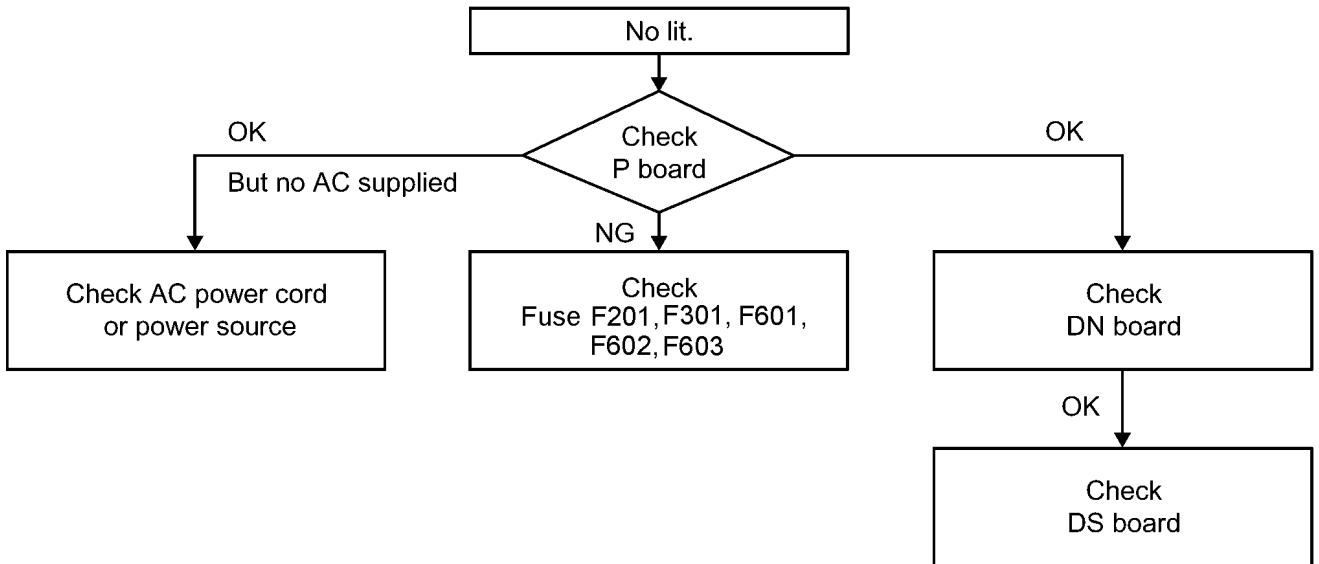 No lit.
Check
P board
OK
But no AC supplied
OK
NG
Check AC power cord
or power source
Check
Fuse F201, F301, F601,
F602, F603
Check
DN board
OK
Check
DS board